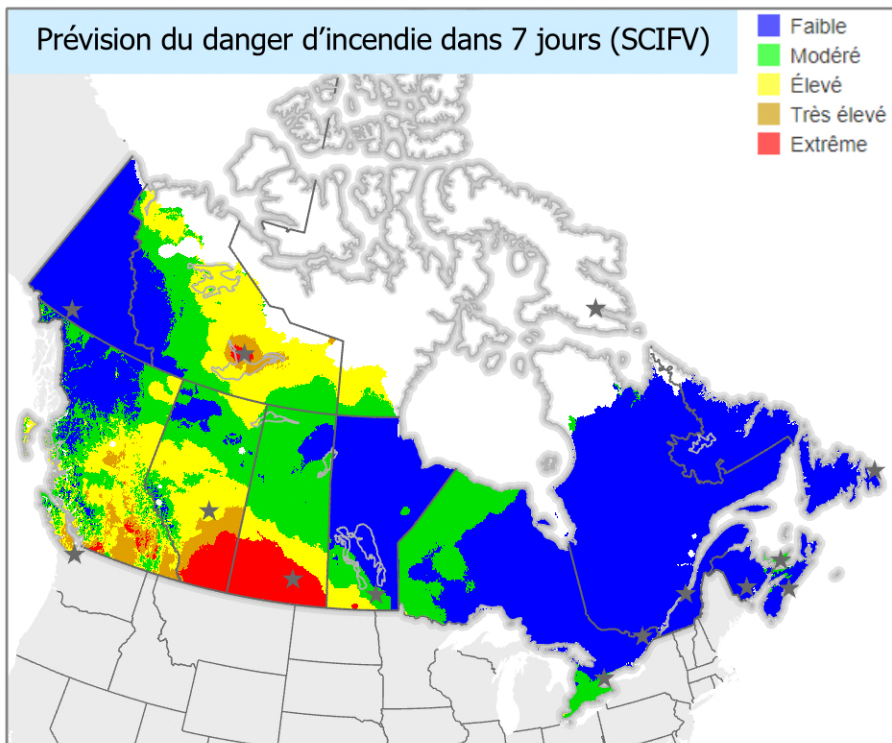 Prévision du danger d’incendie dans 7 jours (SCIFV)
Faible
Modéré
Élevé
Très élevé
Extrême